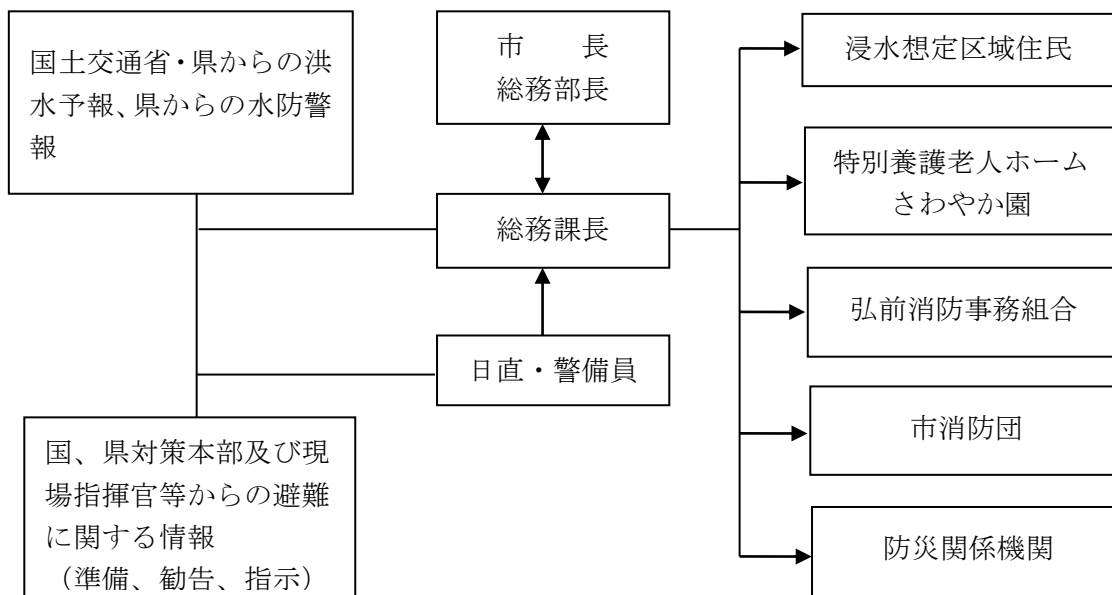 国土交通省・県からの洪
水予報、県からの水防警
報
市　　長
総務部長
総務課長
日直・警備員
国、県対策本部及び現
場指揮官等からの避難
に関する情報
（準備、勧告、指示）
浸水想定区域住民
特別養護老人ホーム
さわやか園
弘前消防事務組合
市消防団
防災関係機関